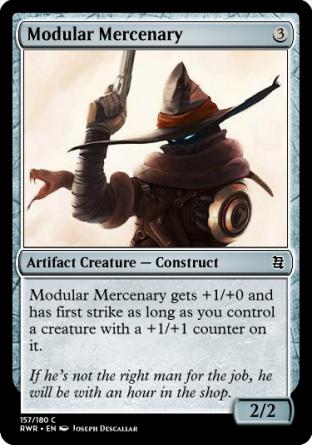 Modular Mercenary 3
Artifact Creature — Construct
Modular Mercenary gets +1/+0 and
has first strike as long as you control
a creature with a +1/+1 counter on
it.
If he's not the right man for the job, he
will be with an hour in the shop.
2/2
157/180 C
RWR • EN Joseph Descallar